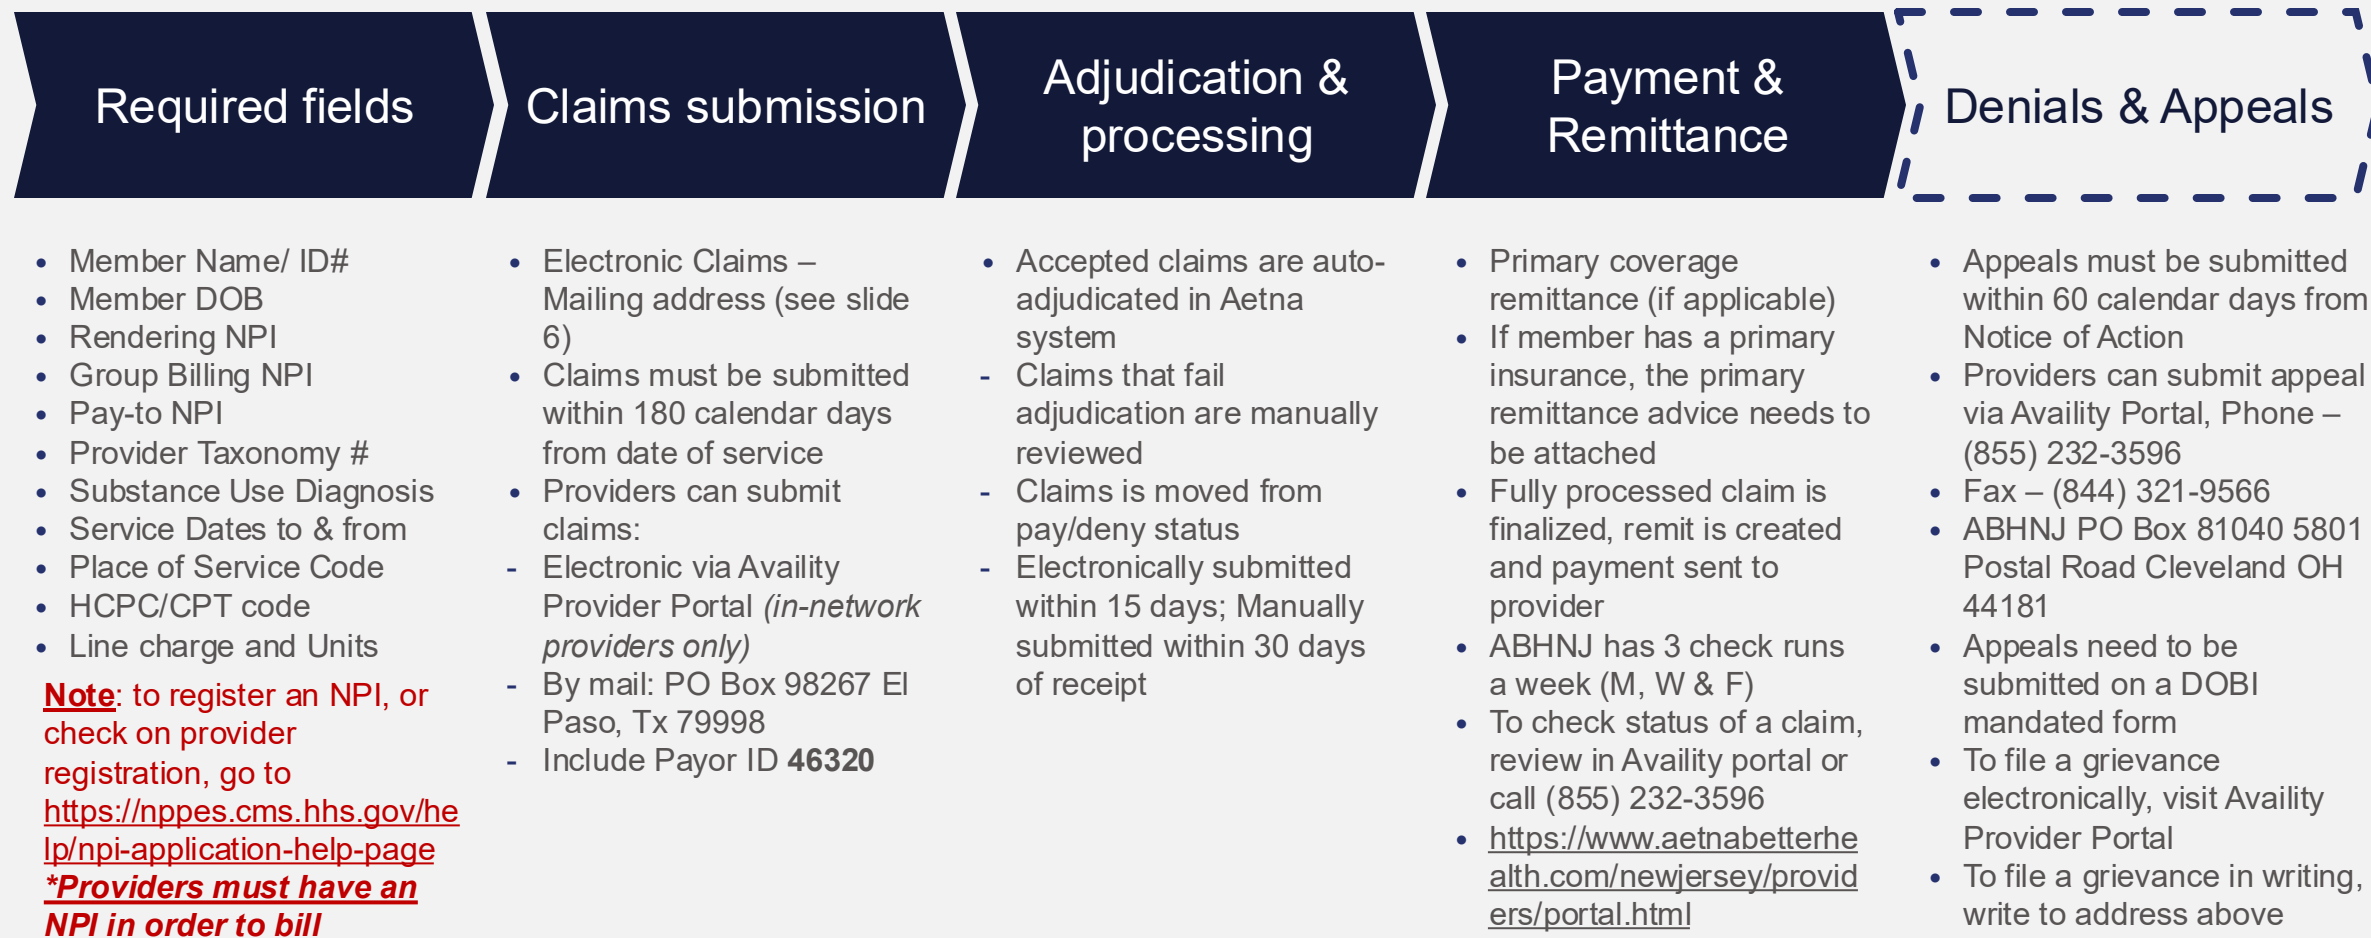 Required fields
Claims submission
Adjudication &
processing
Payment &
Remittance
Denials & Appeals
• Member Name/ ID#
• Member DOB
• Rendering NPI
• Group Billing NPI
• Pay-to NPI
• Provider Taxonomy #
• Substance Use Diagnosis
• Service Dates to & from
• Place of Service Code
• HCPC/CPT code
• Line charge and Units
Note: to register an NPI, or
check on provider
registration, go to
https://nppes.cms.hhs.gov/he
lp/npi-application-help-page
*Providers must have an
NPI in order to bill
• Electronic Claims –
Mailing address (see slide
6)
• Claims must be submitted
within 180 calendar days
from date of service
• Providers can submit
claims:
- Electronic via Availity
Provider Portal (in-network
providers only)
- By mail: PO Box 98267 El
Paso, Tx 79998
- Include Payor ID 46320
• Accepted claims are auto-
adjudicated in Aetna
system
- Claims that fail
adjudication are manually
reviewed
- Claims is moved from
pay/deny status
- Electronically submitted
within 15 days; Manually
submitted within 30 days
of receipt
• Primary coverage
remittance (if applicable)
• If member has a primary
insurance, the primary
remittance advice needs to
be attached
• Fully processed claim is
finalized, remit is created
and payment sent to
provider
• ABHNJ has 3 check runs
a week (M, W & F)
• To check status of a claim,
review in Availity portal or
call (855) 232-3596
• https://www.aetnabetterhe
alth.com/newjersey/provid
ers/portal.html
• Appeals must be submitted
within 60 calendar days from
Notice of Action
• Providers can submit appeal
via Availity Portal, Phone –
(855) 232-3596
• Fax – (844) 321-9566
• ABHNJ PO Box 81040 5801
Postal Road Cleveland OH
44181
• Appeals need to be
submitted on a DOBI
mandated form
• To file a grievance
electronically, visit Availity
Provider Portal
• To file a grievance in writing,
write to address above